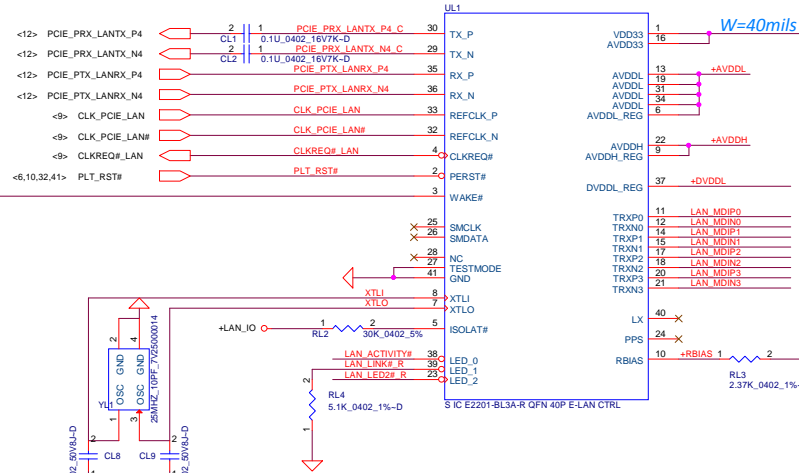 UL1
W=40mils
<12> PCIE_PRX_LANTX_P4 2 1 PCIE_PRX_LANTX_P4_C 30 TX_P
CL1 0.1U_0402_16V7K~D
<12> PCIE_PRX_LANTX_N4 2 1 PCIE_PRX_LANTX_N4_C 29 TX_N
CL2 0.1U_0402_16V7K~D
<12> PCIE_PTX_LANRX_P4 PCIE_PTX_LANRX_P4 35 RX_P
<12> PCIE_PTX_LANRX_N4 PCIE_PTX_LANRX_N4 36 RX_N
<9> CLK_PCIE_LAN CLK_PCIE_LAN 33 REFCLK_P
<9> CLK_PCIE_LAN# CLK_PCIE_LAN# 32 REFCLK_N
<9> CLKREQ#_LAN CLKREQ#_LAN 4 CLKREQ#
<6,10,32,41> PLT_RST# PLT_RST# 2 PERST#
3 WAKE#
25 SMCLK
26 SMDATA
28 NC
27 TESTMODE
41 GND
XTLI 8 XTLI
XTLO 7 XTLO
+LAN_IO 1 2 5 ISOLAT#
RL2 30K_0402_5%
LAN_ACTIVITY# 38 LED_0
LAN_LINK#_R 39 LED_1
LAN_LED2#_R 23 LED_2
VDD33 1
AVDD33 16
AVDDL 13 +AVDDL
AVDDL 19
AVDDL 31
AVDDL 34
AVDDL_REG 6
AVDDH 22 +AVDDH
AVDDH_REG 9
DVDDL_REG 37 +DVDDL
TRXP0 11 LAN_MDIP0
TRXN0 12 LAN_MDIN0
TRXP1 14 LAN_MDIP1
TRXN1 15 LAN_MDIN1
TRXP2 17 LAN_MDIP2
TRXN2 18 LAN_MDIN2
TRXP3 20 LAN_MDIP3
TRXN3 21 LAN_MDIN3
LX 40
PPS 24
RBIAS 10 +RBIAS 1 2
RL3
2.37K_0402_1%~
S IC E2201-BL3A-R QFN 40P E-LAN CTRL
2
RL4
5.1K_0402_1%~D
1
2 4
GND GND
OSC OSC
1 3
YL1
25MHZ_10PF_7V25000014
2 2
CL8 CL9
02_50V8J~D
02_50V8J~D